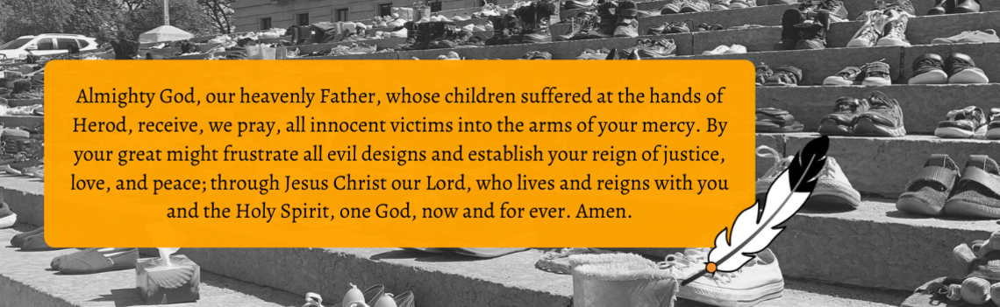 Almighty God, our heavenly Father, whose children suffered at the hands of
Herod, receive, we pray, all innocent victims into the arms of your mercy. By
your great might frustrate all evil designs and establish your reign of justice,
love, and peace; through Jesus Christ our Lord, who lives and reigns with you
and the Holy Spirit, one God, now and for ever. Amen.